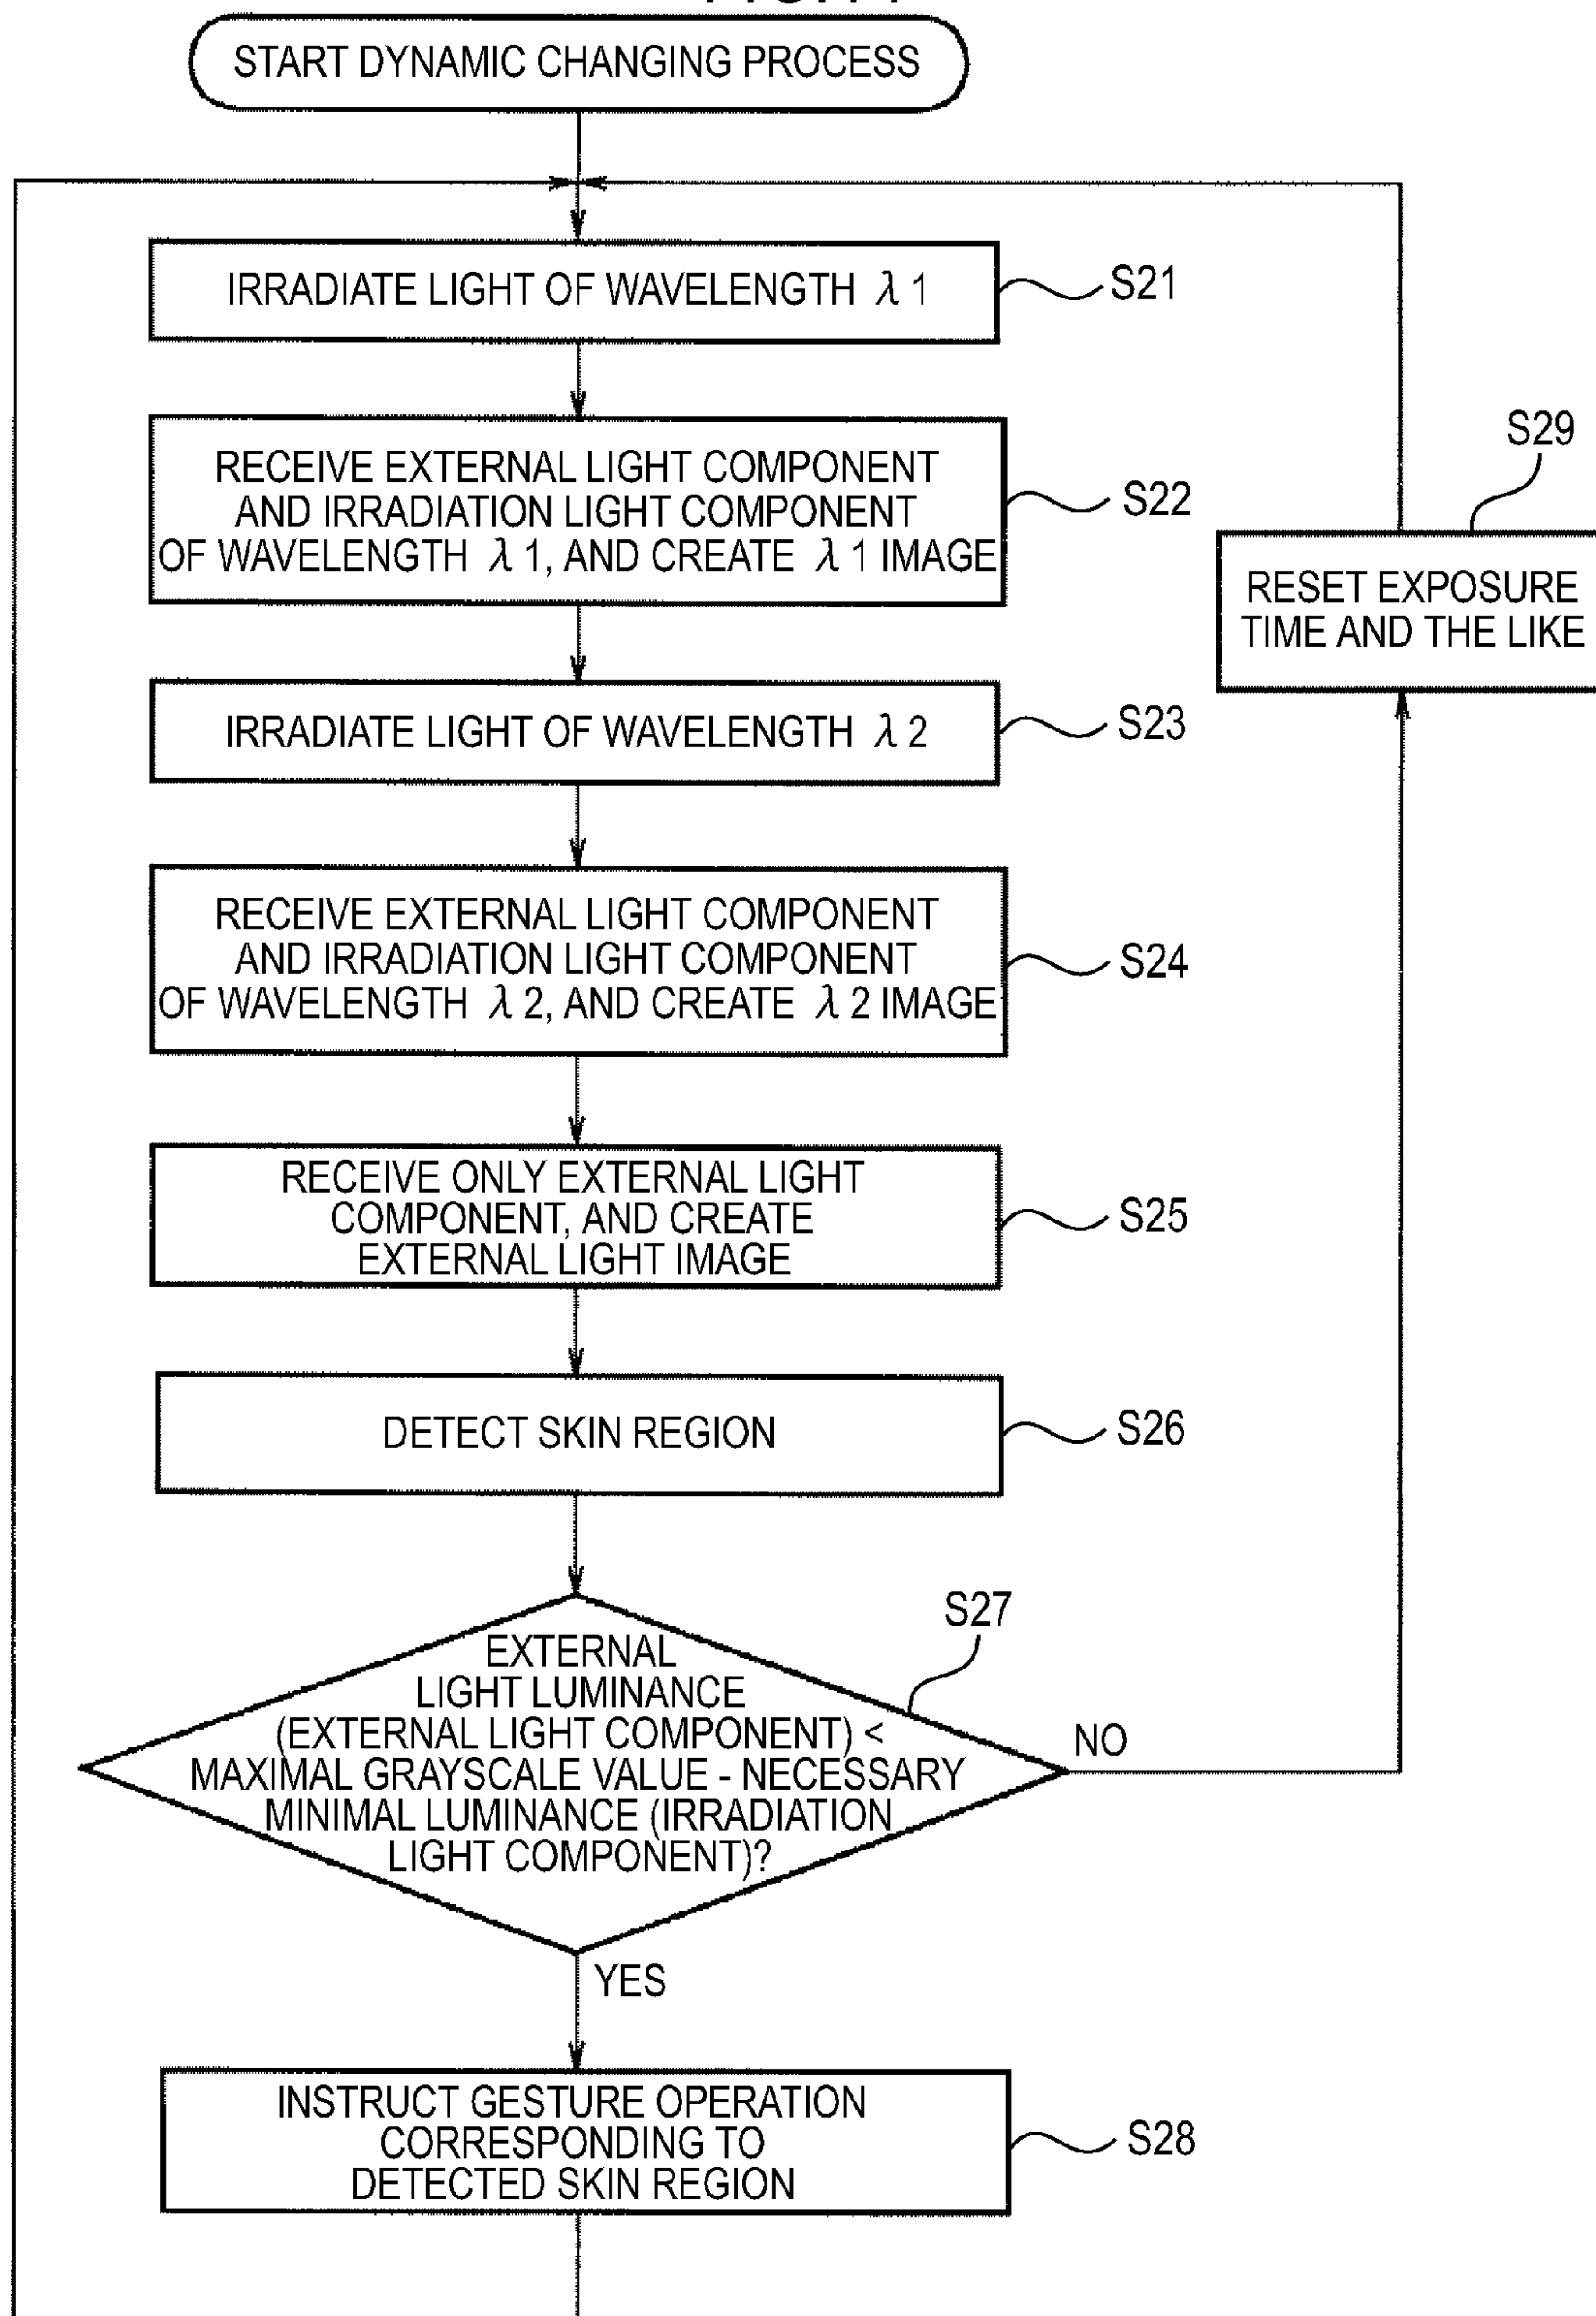 START DYNAMIC CHANGING PROCESS
IRRADIATE LIGHT OF WAVELENGTH λ1
S21
RECEIVE EXTERNAL LIGHT COMPONENT
AND IRRADIATION LIGHT COMPONENT
OF WAVELENGTH λ1, AND CREATE λ1 IMAGE
S22
S29
RESET EXPOSURE
TIME AND THE LIKE
IRRADIATE LIGHT OF WAVELENGTH λ2
S23
RECEIVE EXTERNAL LIGHT COMPONENT
AND IRRADIATION LIGHT COMPONENT
OF WAVELENGTH λ2, AND CREATE λ2 IMAGE
S24
RECEIVE ONLY EXTERNAL LIGHT
COMPONENT, AND CREATE
EXTERNAL LIGHT IMAGE
S25
DETECT SKIN REGION
S26
S27
EXTERNAL
LIGHT LUMINANCE
(EXTERNAL LIGHT COMPONENT) <
MAXIMAL GRAYSCALE VALUE - NECESSARY
MINIMAL LUMINANCE (IRRADIATION
LIGHT COMPONENT)?
NO
YES
INSTRUCT GESTURE OPERATION
CORRESPONDING TO
DETECTED SKIN REGION
S28